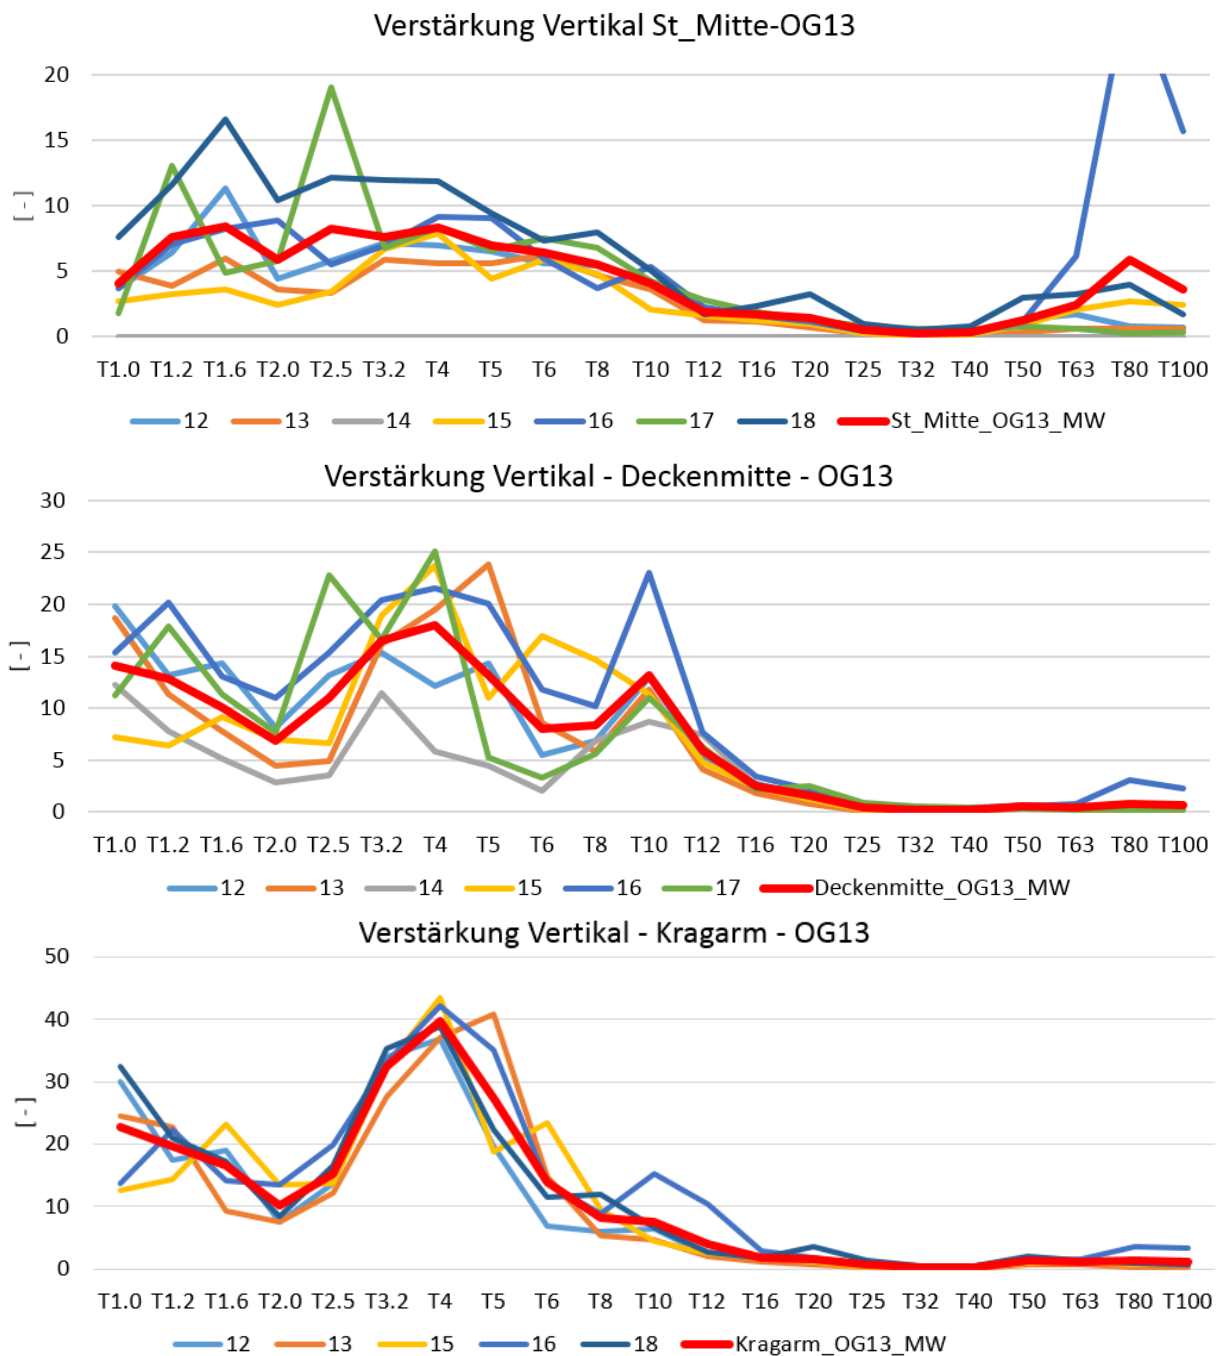 Verstärkung Vertikal St_Mitte-OG13
20
15
10
5
0
[ - ]
T1.0 T1.2 T1.6 T2.0 T2.5 T3.2 T4 T5 T6 T8 T10 T12 T16 T20 T25 T32 T40 T50 T63 T80 T100
12 13 14 15 16 17 18 St_Mitte_OG13_MW
Verstärkung Vertikal - Deckenmitte - OG13
30
25
20
15
10
5
0
[ - ]
T1.0 T1.2 T1.6 T2.0 T2.5 T3.2 T4 T5 T6 T8 T10 T12 T16 T20 T25 T32 T40 T50 T63 T80 T100
12 13 14 15 16 17 Deckenmitte_OG13_MW
Verstärkung Vertikal - Kragarm - OG13
50
40
30
20
10
0
[ - ]
T1.0 T1.2 T1.6 T2.0 T2.5 T3.2 T4 T5 T6 T8 T10 T12 T16 T20 T25 T32 T40 T50 T63 T80 T100
12 13 15 16 18 Kragarm_OG13_MW